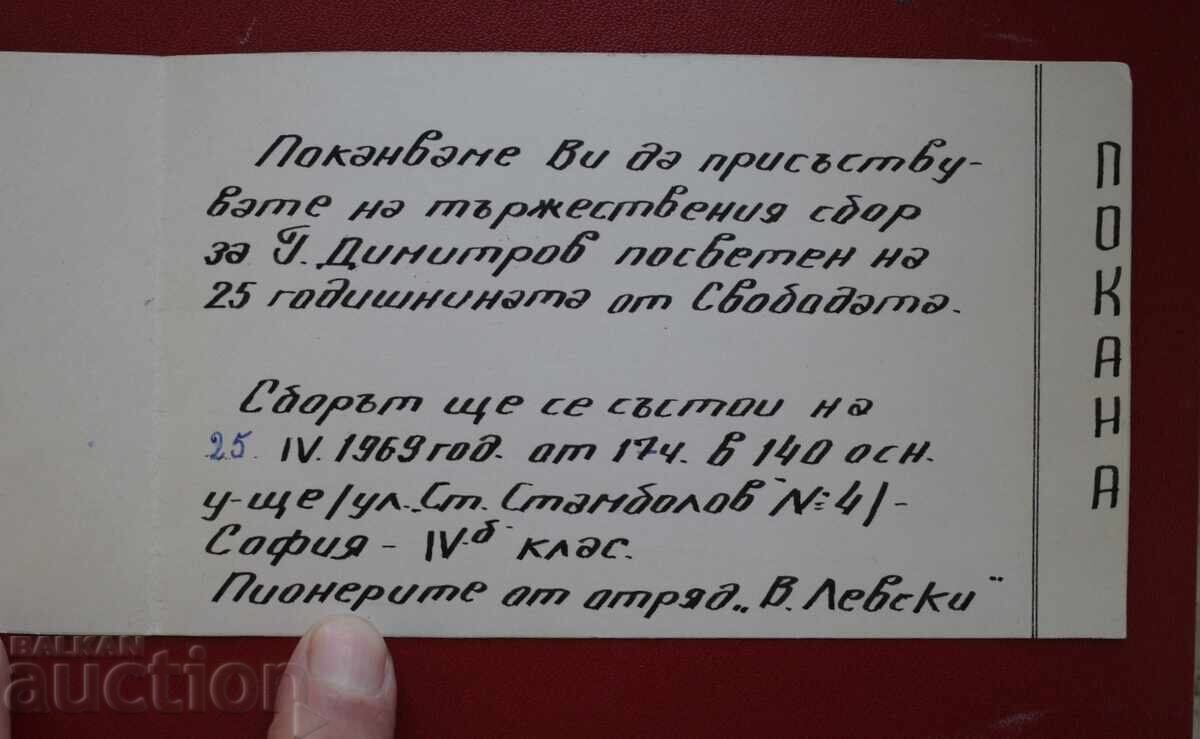 Поканваме Ви да присъству-
вате на тържествения сбор
за Г. Димитров посветен на
25 годишнината от Свободата.
Сборът ще се състои на
25. IV. 1969 год. от 17 ч. в 140 осн.
у-ще /ул. „Ст. Стамболов“ №: 4/ -
София - IV.б клас.
Пионерите от отряд „В. Левски“
ПОКАНА
BALKAN
auction